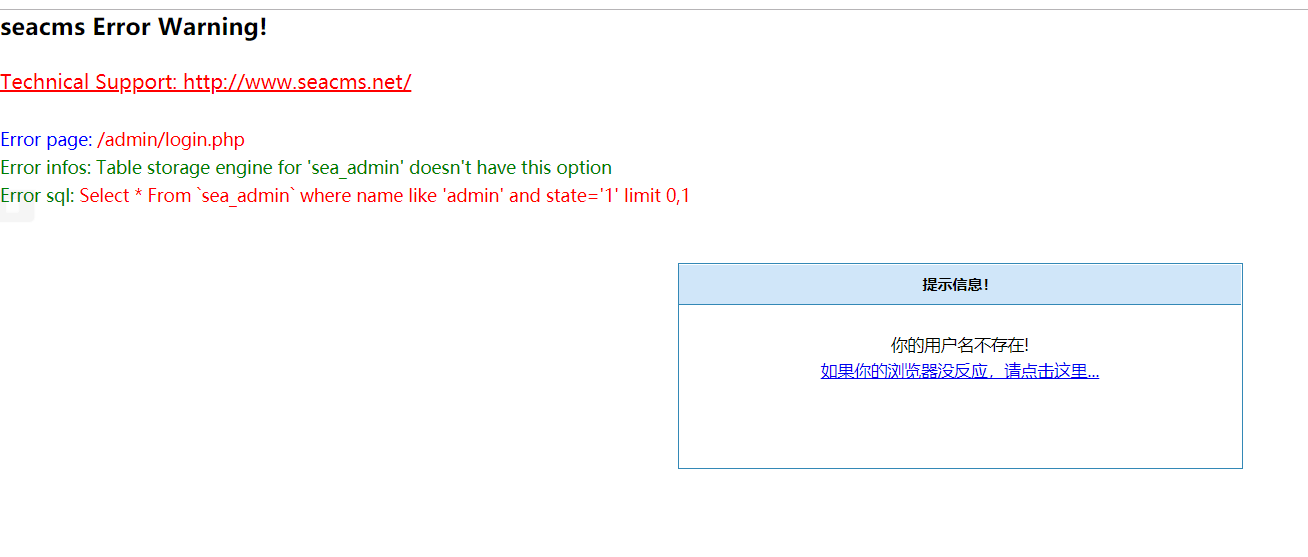 seacms Error Warning!
Technical Support: http://www.seacms.net/
Error page: /admin/login.php
Error infos: Table storage engine for 'sea_admin' doesn't have this option
Error sql: Select * From `sea_admin` where name like 'admin' and state='1' limit 0,1
提示信息!
你的用户名不存在!
如果你的浏览器没反应，请点击这里...